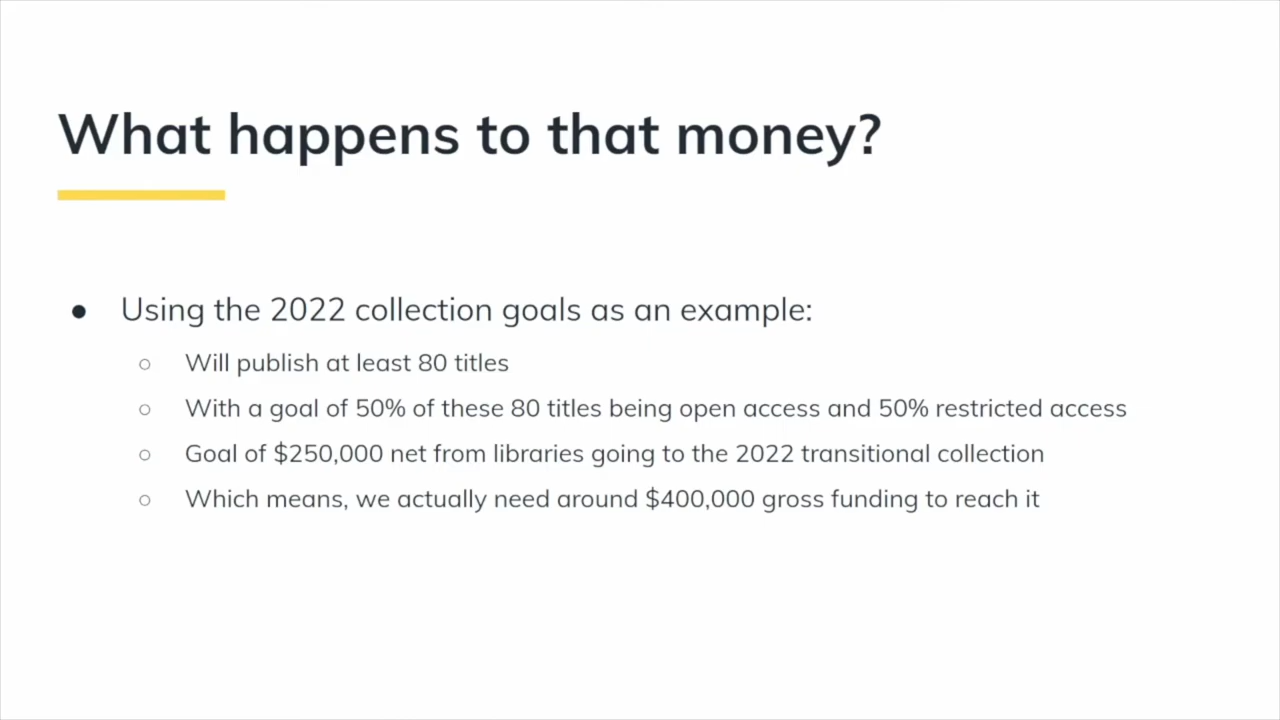 What happens to that money?
● Using the 2022 collection goals as an example:
○ Will publish at least 80 titles
○ With a goal of 50% of these 80 titles being open access and 50% restricted access
○ Goal of $250,000 net from libraries going to the 2022 transitional collection
○ Which means, we actually need around $400,000 gross funding to reach it